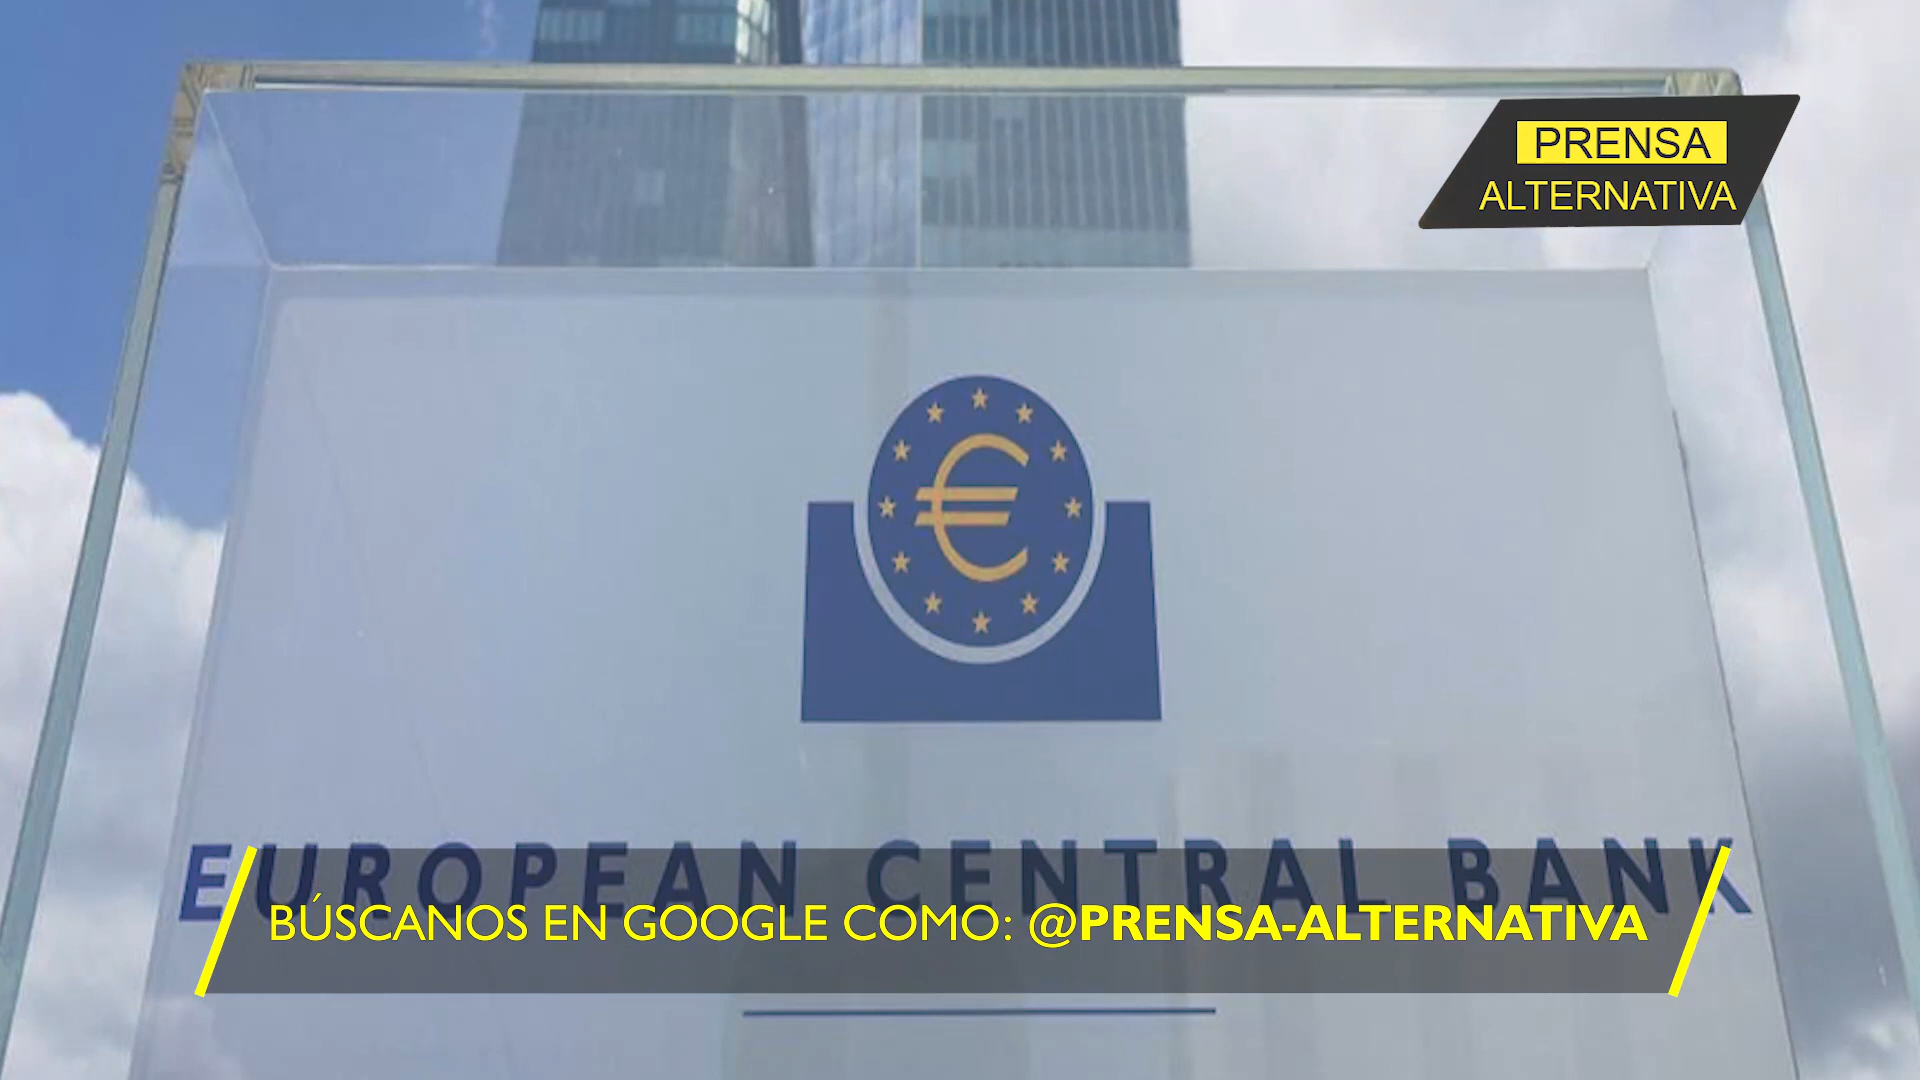 PRENSA
ALTERNATIVA
€
EUROPEAN CENTRAL BANK
BÚSCANOS EN GOOGLE COMO: @PRENSA-ALTERNATIVA